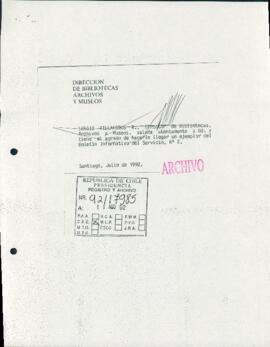 DIRECCION
DE BIBLIOTECAS
ARCHIVOS
Y MUSEOS
SERGIO VILLALOBOS R., Director de Bibliotecas,
Archivos y Museos, saluda atentamente a Ud. y
tiene el agrado de hacerle llegar un ejemplar del
Boletín Informativo del Servicio, Nº 2.
Santiago, Julio de 1992.
ARCHIVO
REPUBLICA DE CHILE
PRESIDENCIA
REGISTRO Y ARCHIVO
NR 92/17985
A:
P.A.A. R.C.A. F.W.M.
C.B.E. M.L.P. P.V.S.
M.T.O. EDEC J.R.A.